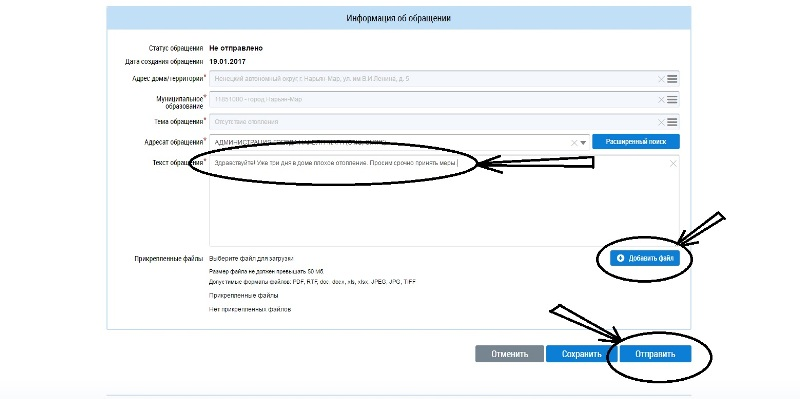 Информация об обращении
Статус обращения Не отправлено
Дата создания обращения 19.01.2017
Адрес дома/территории* Ненецкий автономный округ, г. Нарьян-Мар, ул. им В.И.Ленина, д. 5.
Муниципальное образование* 11851000 - город Нарьян-Мар
Тема обращения* Отсутствие отопления
Адресат обращения* АДМИНИСТРАЦИЯ Расширенный поиск
Текст обращения* Здравствуйте! Уже три дня в доме плохое отопление. Просим срочно принять меры.
Прикрепленные файлы Выберите файл для загрузки Добавить файл
Размер файла не должен превышать 50 Мб.
Допустимые форматы файлов: PDF, RTF, doc, docx, xls, xlsx, JPEG, JPG, TIFF
Прикрепленные файлы
Нет прикрепленных файлов
Отменить Сохранить Отправить